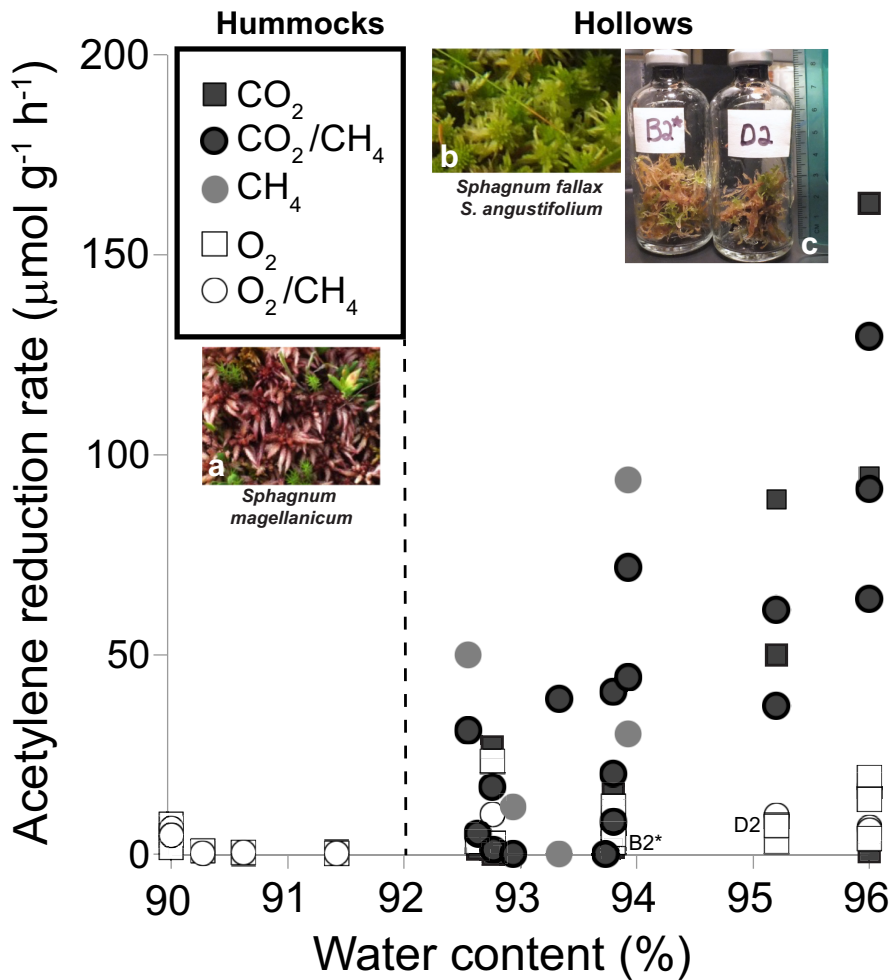 Hummocks
Hollows
Acetylene reduction rate (µmol g⁻¹ h⁻¹)
200
150
100
50
0
CO₂
CO₂/CH₄
CH₄
O₂
O₂/CH₄
a
Sphagnum
magellanicum
b
Sphagnum fallax
S. angustifolium
B2*
D2
c
B2*
D2
90
91
92
93
94
95
96
Water content (%)